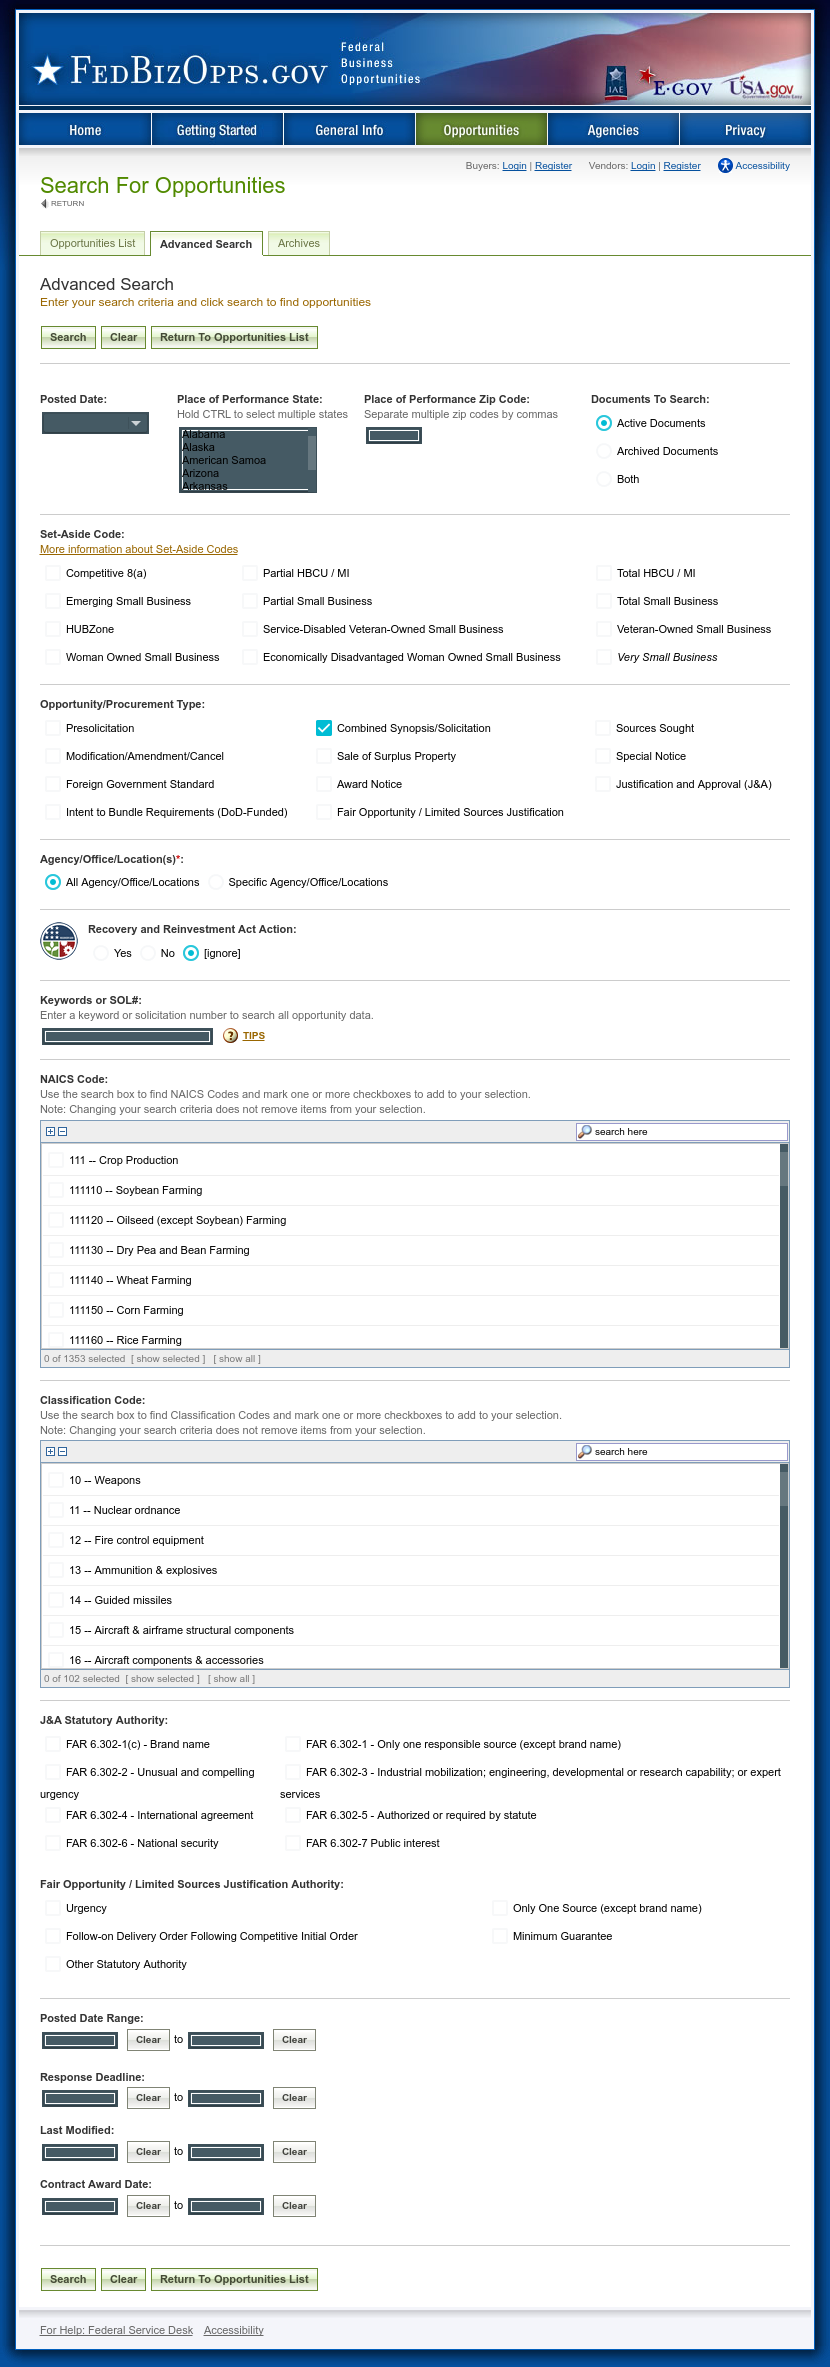 FedBizOpps.gov
Federal
Business
Opportunities
IAE
E-GOV
USA.gov
Government Made Easy
Home
Getting Started
General Info
Opportunities
Agencies
Privacy
Buyers: Login | Register Vendors: Login | Register Accessibility
Search For Opportunities
RETURN
Opportunities List
Advanced Search
Archives
Advanced Search
Enter your search criteria and click search to find opportunities
Search
Clear
Return To Opportunities List
Posted Date:
Place of Performance State:
Hold CTRL to select multiple states
Alabama
Alaska
American Samoa
Arizona
Arkansas
Place of Performance Zip Code:
Separate multiple zip codes by commas
Documents To Search:
Active Documents
Archived Documents
Both
Set-Aside Code:
More information about Set-Aside Codes
Competitive 8(a)
Partial HBCU / MI
Total HBCU / MI
Emerging Small Business
Partial Small Business
Total Small Business
HUBZone
Service-Disabled Veteran-Owned Small Business
Veteran-Owned Small Business
Woman Owned Small Business
Economically Disadvantaged Woman Owned Small Business
Very Small Business
Opportunity/Procurement Type:
Presolicitation
Combined Synopsis/Solicitation
Sources Sought
Modification/Amendment/Cancel
Sale of Surplus Property
Special Notice
Foreign Government Standard
Award Notice
Justification and Approval (J&A)
Intent to Bundle Requirements (DoD-Funded)
Fair Opportunity / Limited Sources Justification
Agency/Office/Location(s)*:
All Agency/Office/Locations
Specific Agency/Office/Locations
Recovery and Reinvestment Act Action:
Yes
No
[ignore]
Keywords or SOL#:
Enter a keyword or solicitation number to search all opportunity data.
TIPS
NAICS Code:
Use the search box to find NAICS Codes and mark one or more checkboxes to add to your selection.
Note: Changing your search criteria does not remove items from your selection.
search here
111 -- Crop Production
111110 -- Soybean Farming
111120 -- Oilseed (except Soybean) Farming
111130 -- Dry Pea and Bean Farming
111140 -- Wheat Farming
111150 -- Corn Farming
111160 -- Rice Farming
0 of 1353 selected [ show selected ] [ show all ]
Classification Code:
Use the search box to find Classification Codes and mark one or more checkboxes to add to your selection.
Note: Changing your search criteria does not remove items from your selection.
search here
10 -- Weapons
11 -- Nuclear ordnance
12 -- Fire control equipment
13 -- Ammunition & explosives
14 -- Guided missiles
15 -- Aircraft & airframe structural components
16 -- Aircraft components & accessories
0 of 102 selected [ show selected ] [ show all ]
J&A Statutory Authority:
FAR 6.302-1(c) - Brand name
FAR 6.302-1 - Only one responsible source (except brand name)
FAR 6.302-2 - Unusual and compelling
urgency
FAR 6.302-3 - Industrial mobilization; engineering, developmental or research capability; or expert
services
FAR 6.302-4 - International agreement
FAR 6.302-5 - Authorized or required by statute
FAR 6.302-6 - National security
FAR 6.302-7 Public interest
Fair Opportunity / Limited Sources Justification Authority:
Urgency
Only One Source (except brand name)
Follow-on Delivery Order Following Competitive Initial Order
Minimum Guarantee
Other Statutory Authority
Posted Date Range:
Clear to Clear
Response Deadline:
Clear to Clear
Last Modified:
Clear to Clear
Contract Award Date:
Clear to Clear
Search
Clear
Return To Opportunities List
For Help: Federal Service Desk Accessibility